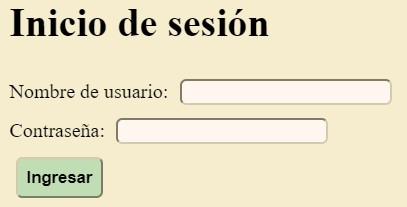 Inicio de sesión
Nombre de usuario:
Contraseña:
Ingresar